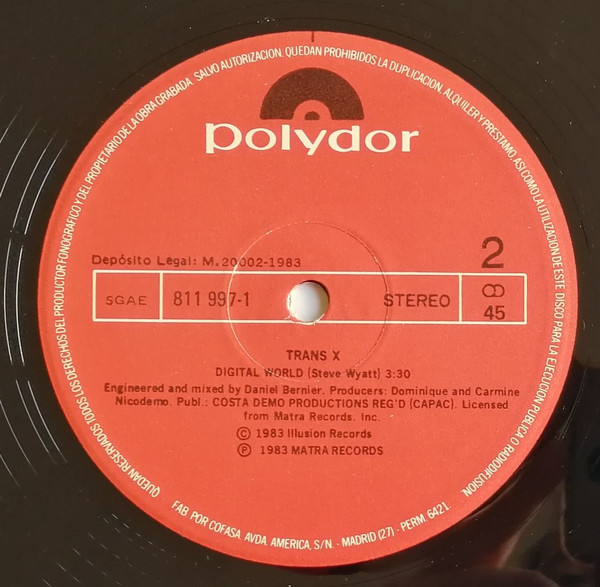 QUEDAN RESERVADOS TODOS LOS DERECHOS DEL PRODUCTOR FONOGRAFICO Y DEL PROPIETARIO DE LA OBRA GRABADA. SALVO AUTORIZACION, QUEDAN PROHIBIDOS LA DUPLICACION, ALQUILER Y PRESTAMO, ASI COMO LA UTILIZACION DE ESTE DISCO PARA LA EJECUCION PUBLICA O RADIODIFUSION.
polydor
Depósito Legal: M. 20002-1983
2
SGAE
811 997-1
STEREO
45
TRANS X
DIGITAL WORLD (Steve Wyatt) 3:30
Engineered and mixed by Daniel Bernier. Producers: Dominique and Carmine
Nicodemo. Publ.: COSTA DEMO PRODUCTIONS REG'D (CAPAC). Licensed
from Matra Records. Inc.
© 1983 Illusion Records
℗ 1983 MATRA RECORDS
FAB. POR COFASA. AVDA. AMERICA, S/N. - MADRID (27) - PERM. 6421.